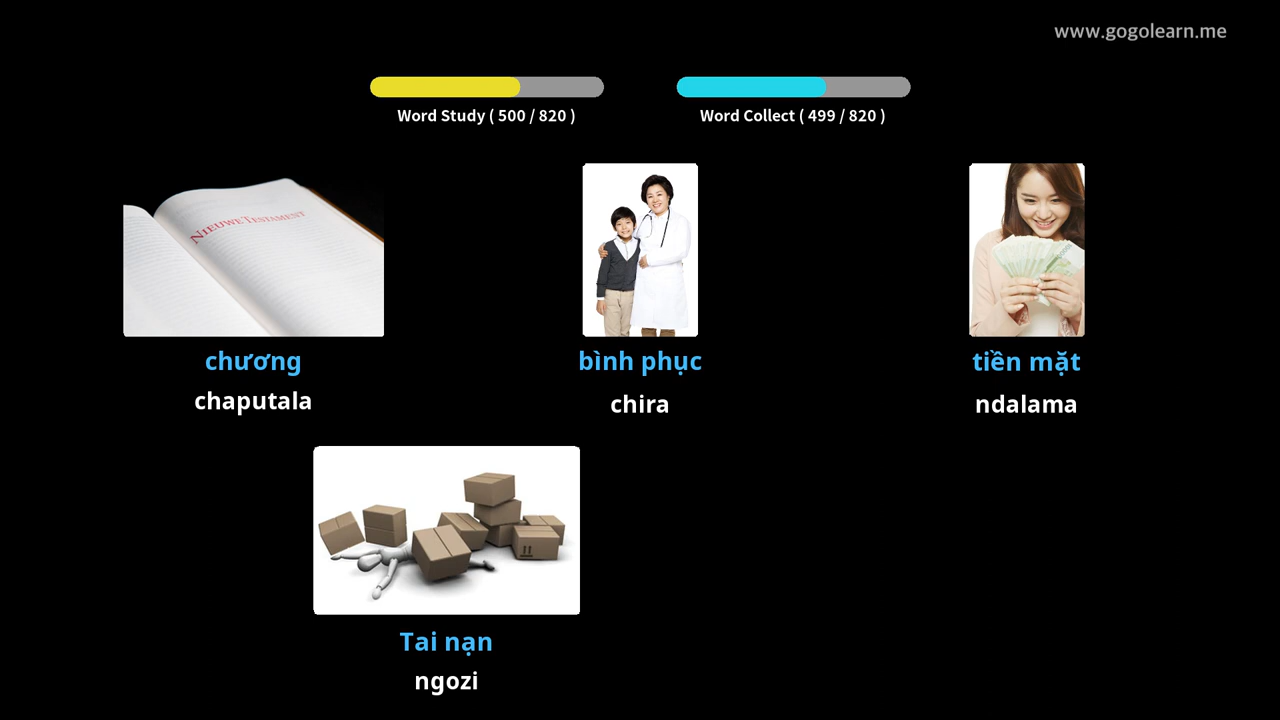 www.gogolearn.me
Word Study ( 500 / 820 )
Word Collect ( 499 / 820 )
NIEUWE TESTAMENT
chương
bình phục
tiền mặt
chaputala
chira
ndalama
Tai nạn
ngozi